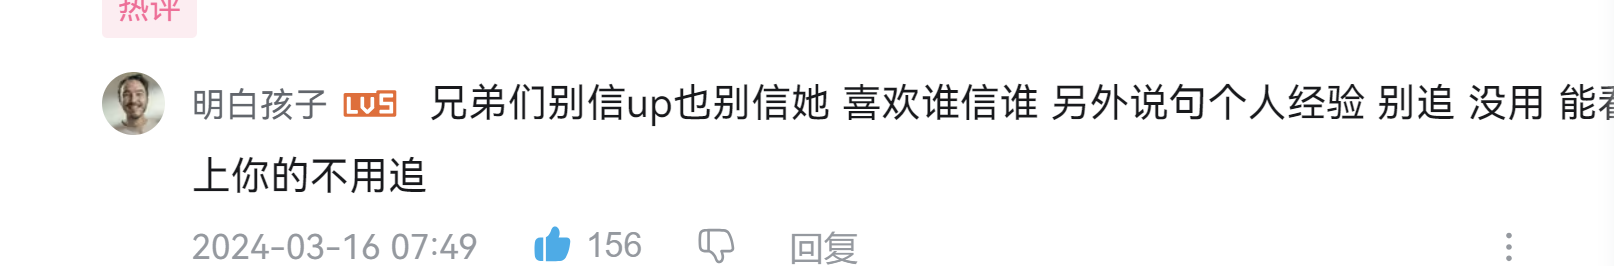 热评
明白孩子 LV5 兄弟们别信up也别信她 喜欢谁信谁 另外说句个人经验 别追 没用 能看
上你的不用追
2024-03-16 07:49 156 回复